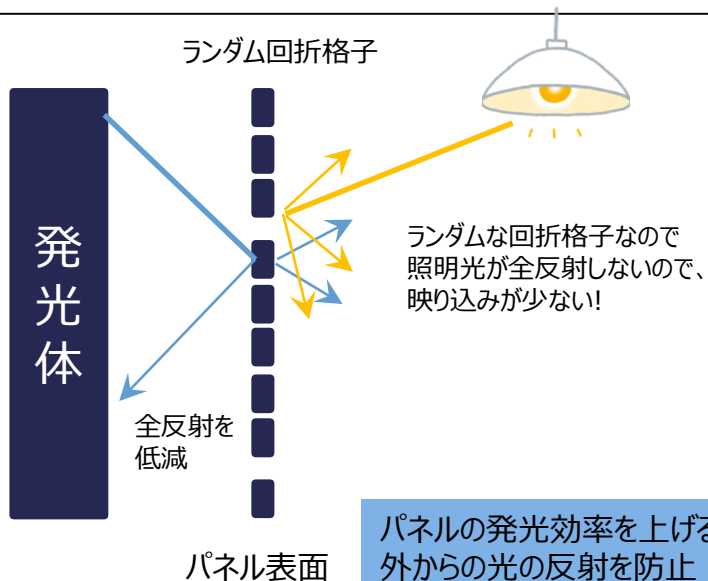 ランダム回折格子
発光体
ランダムな回折格子なので
照明光が全反射しないので、
映り込みが少ない!
全反射を
低減
パネル表面
パネルの発光効率を上げる
外からの光の反射を防止